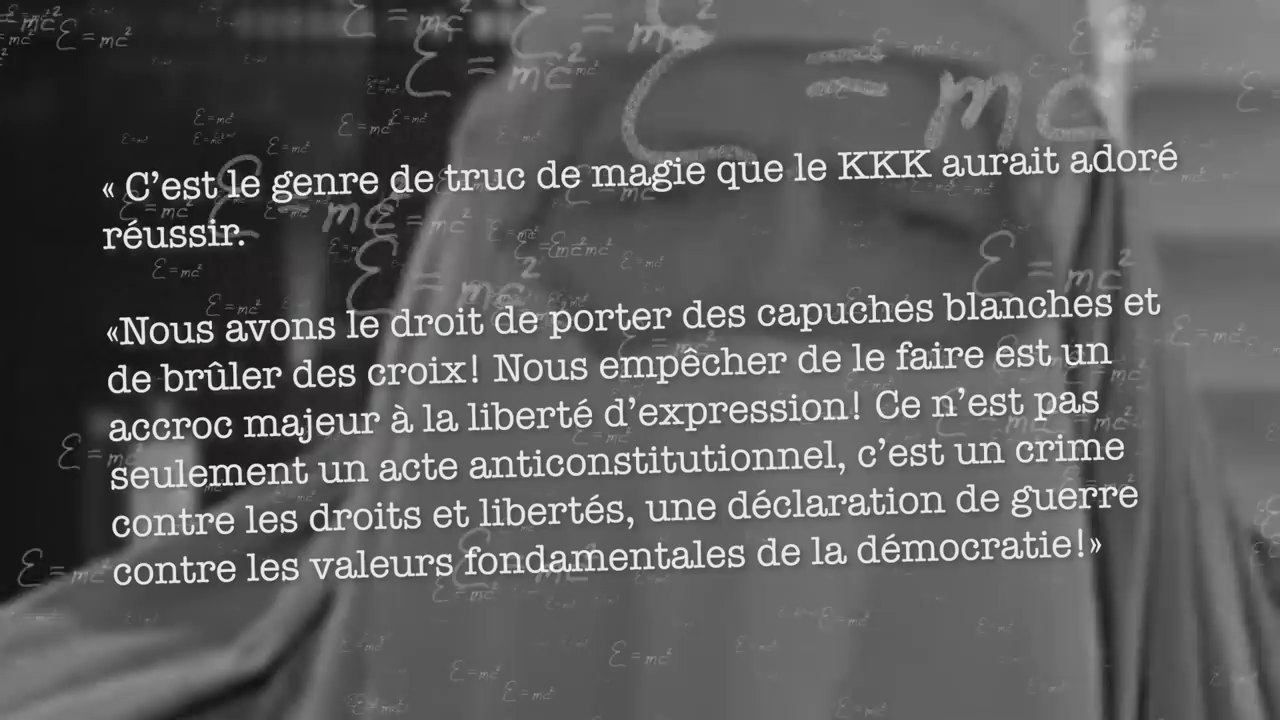 « C’est le genre de truc de magie que le KKK aurait adoré
réussir.
«Nous avons le droit de porter des capuches blanches et
de brûler des croix! Nous empêcher de le faire est un
accroc majeur à la liberté d’expression! Ce n’est pas
seulement un acte anticonstitutionnel, c’est un crime
contre les droits et libertés, une déclaration de guerre
contre les valeurs fondamentales de la démocratie!»